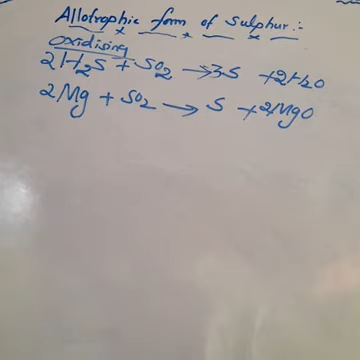 Allotrophic form of Sulphur:-
oxidising
2H2S + SO2 → 3S + 2H2O
2Mg + SO2 → S + 2MgO